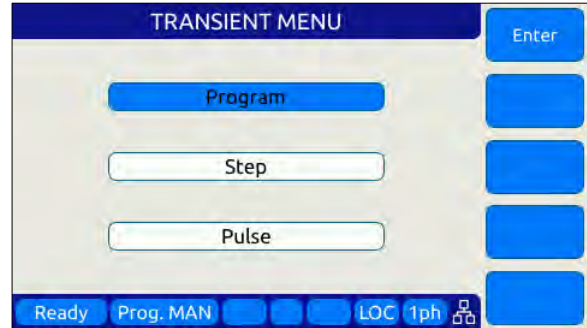 TRANSIENT MENU
Enter
Program
Step
Pulse
Ready Prog. MAN LOC 1ph